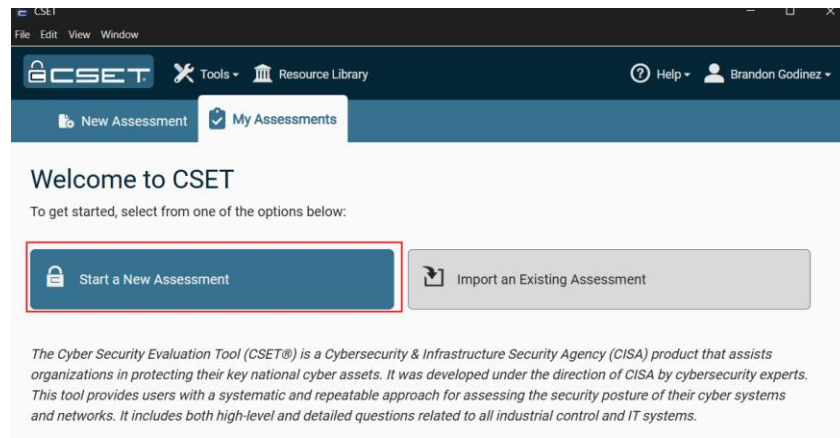 CSET
File Edit View Window
CSET Tools Resource Library Help Brandon Godinez
New Assessment My Assessments
Welcome to CSET
To get started, select from one of the options below:
Start a New Assessment Import an Existing Assessment
The Cyber Security Evaluation Tool (CSET®) is a Cybersecurity & Infrastructure Security Agency (CISA) product that assists
organizations in protecting their key national cyber assets. It was developed under the direction of CISA by cybersecurity experts.
This tool provides users with a systematic and repeatable approach for assessing the security posture of their cyber systems
and networks. It includes both high-level and detailed questions related to all industrial control and IT systems.